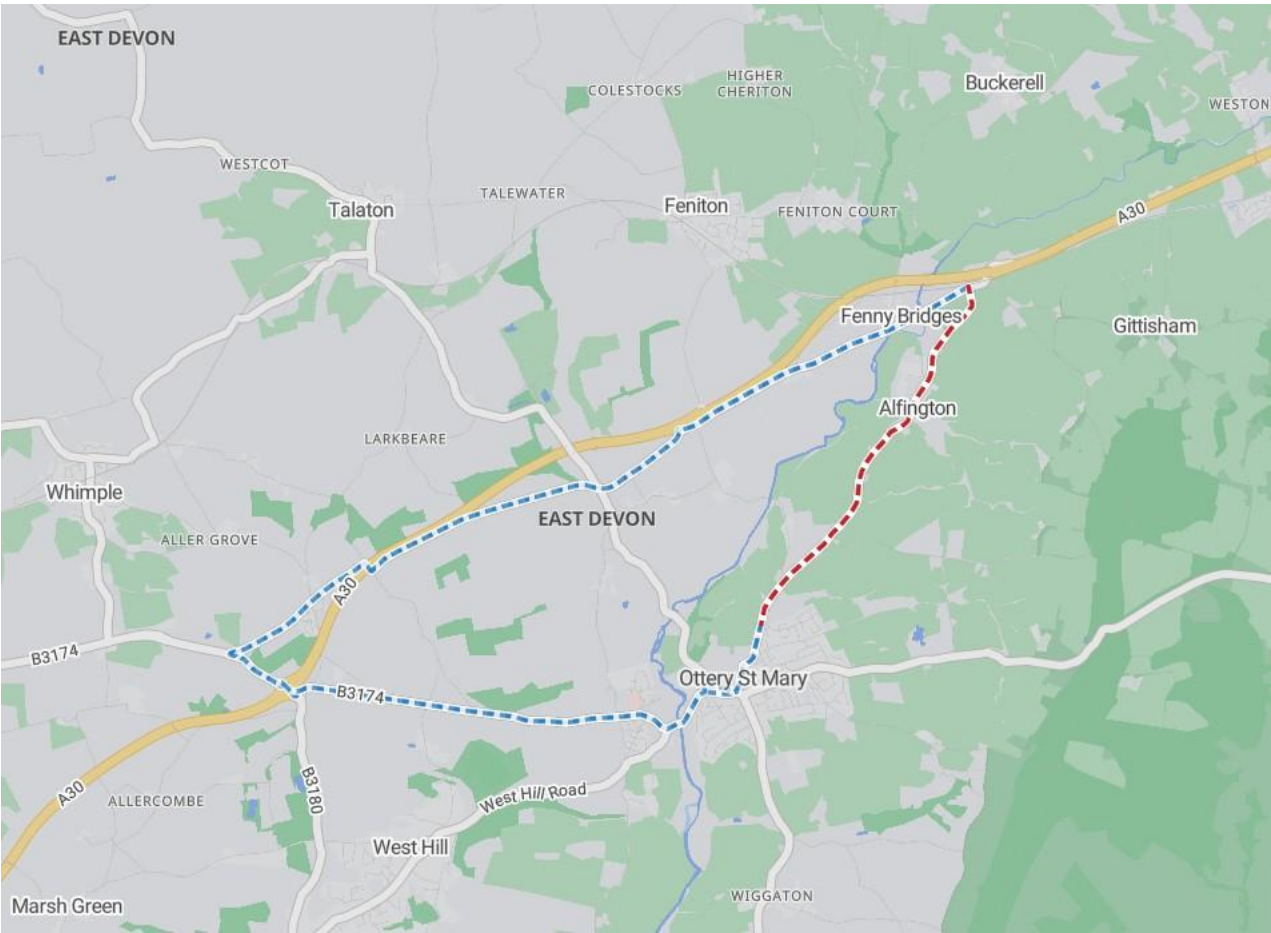 EAST DEVON
HIGHER
CHERITON
COLESTOCKS
Buckerell
WESTON
WESTCOT
TALEWATER
Talaton
Feniton
FENITON COURT
A30
Fenny Bridges
Gittisham
Alfington
LARKBEARE
Whimple
EAST DEVON
ALLER GROVE
A30
B3174
Ottery St Mary
B3174
A30
ALLERCOMBE
B3180
West Hill Road
West Hill
WIGGATON
Marsh Green